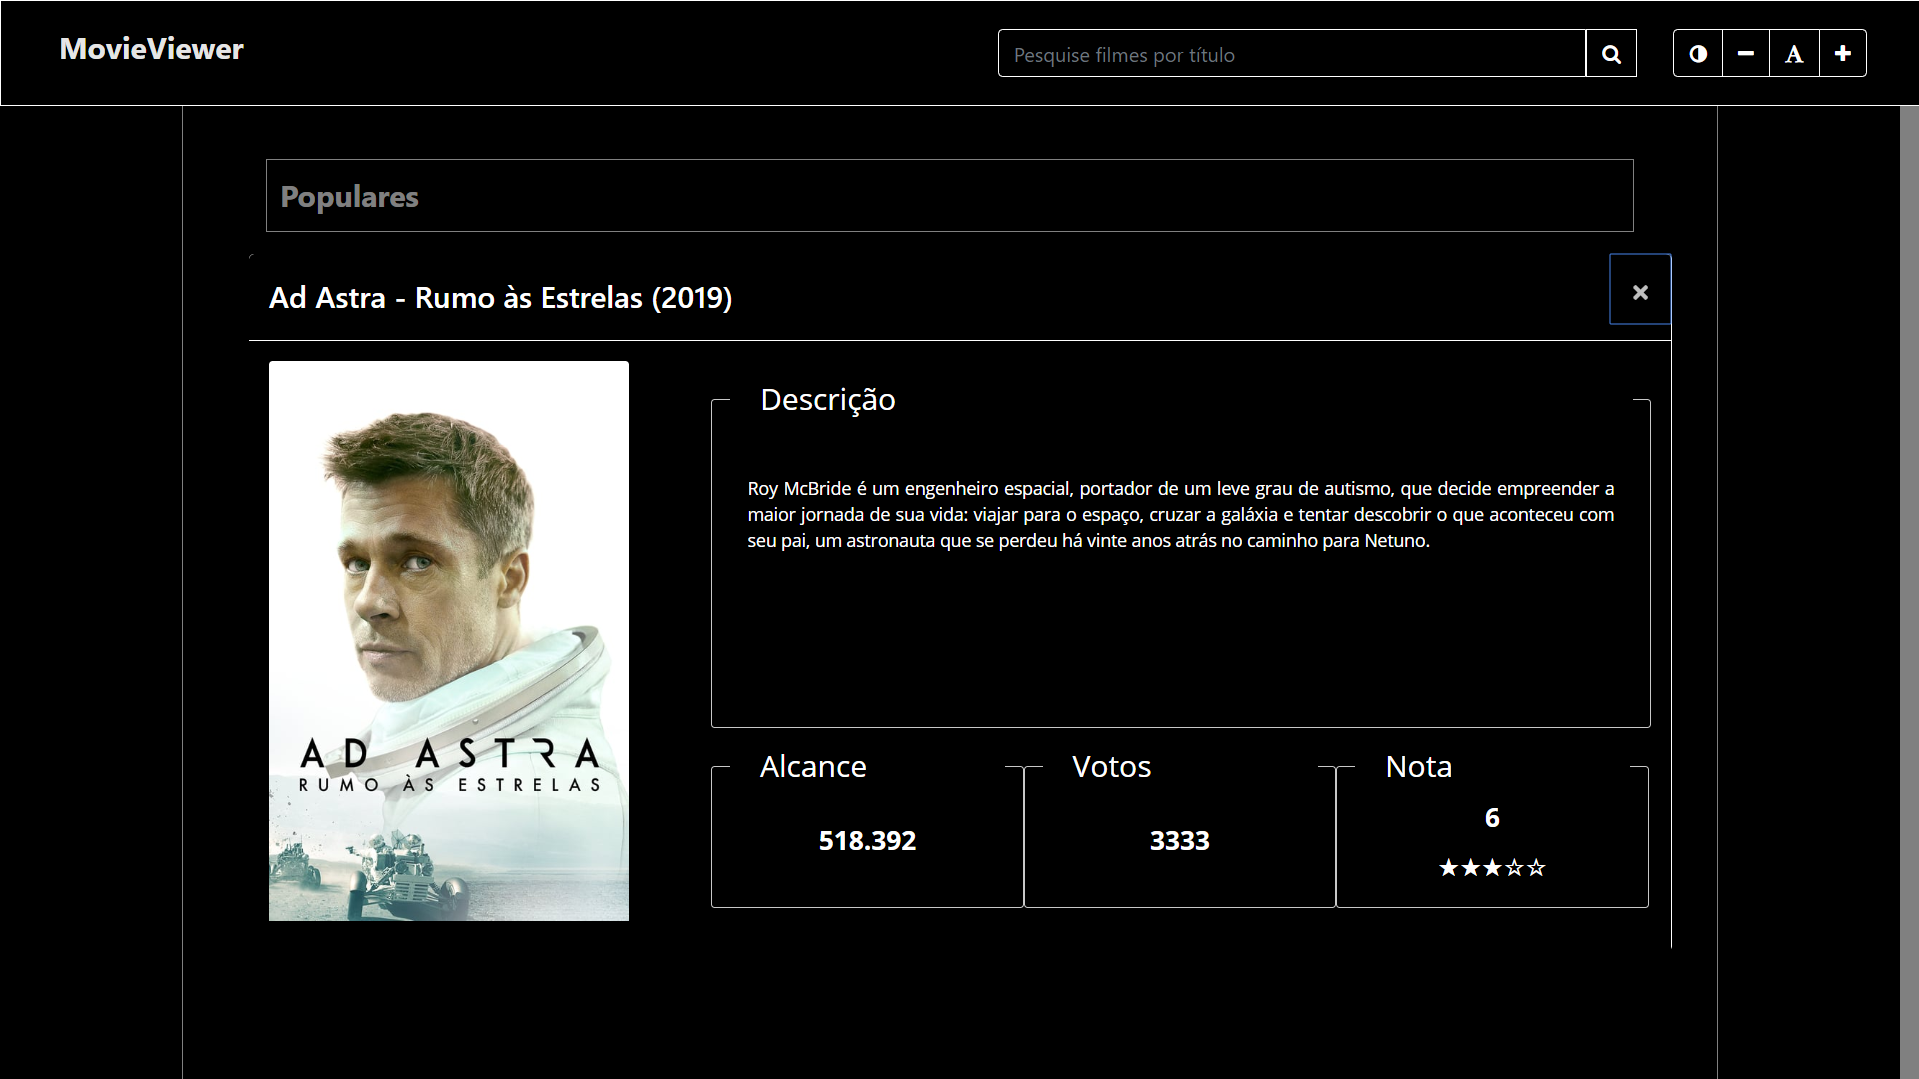 MovieViewer
Pesquise filmes por título
A
Populares
Ad Astra - Rumo às Estrelas (2019)
×
AD ASTRA
RUMO ÀS ESTRELAS
Descrição
Roy McBride é um engenheiro espacial, portador de um leve grau de autismo, que decide empreender a
maior jornada de sua vida: viajar para o espaço, cruzar a galáxia e tentar descobrir o que aconteceu com
seu pai, um astronauta que se perdeu há vinte anos atrás no caminho para Netuno.
Alcance
518.392
Votos
3333
Nota
6
★★★☆☆